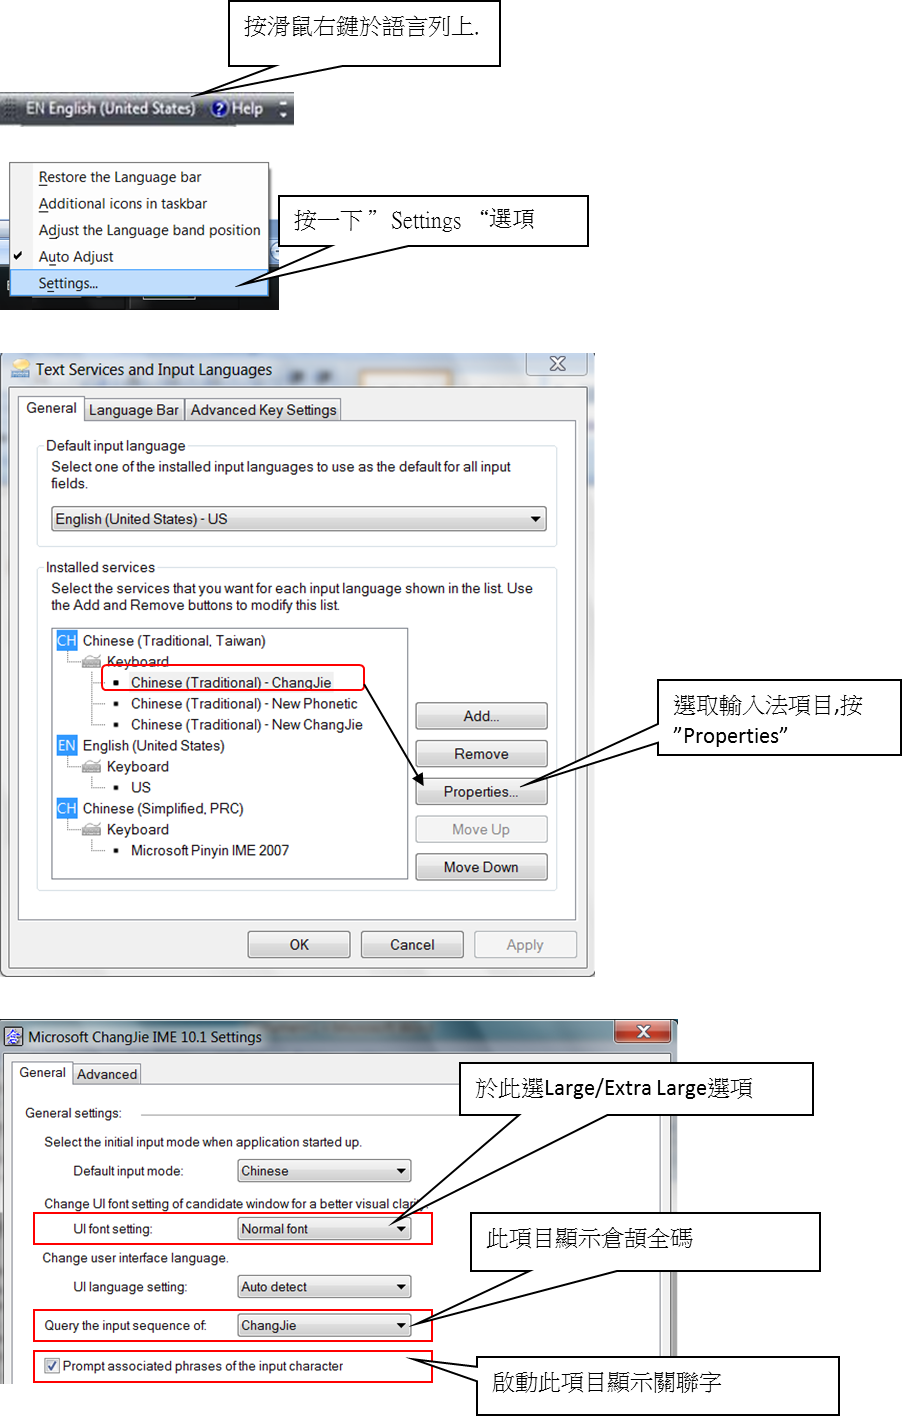 按滑鼠右鍵於語言列上.
EN English (United States) ? Help
Restore the Language bar
Additional icons in taskbar
Adjust the Language band position
Auto Adjust
Settings...
按一下 ” Settings “選項
Text Services and Input Languages
General Language Bar Advanced Key Settings
Default input language
Select one of the installed input languages to use as the default for all input
fields.
English (United States) - US
Installed services
Select the services that you want for each input language shown in the list. Use
the Add and Remove buttons to modify this list.
CH Chinese (Traditional, Taiwan)
Keyboard
Chinese (Traditional) - ChangJie
Chinese (Traditional) - New Phonetic
Chinese (Traditional) - New ChangJie
EN English (United States)
Keyboard
US
CH Chinese (Simplified, PRC)
Keyboard
Microsoft Pinyin IME 2007
Add...
Remove
Properties...
Move Up
Move Down
選取輸入法項目,按
”Properties”
OK Cancel Apply
Microsoft ChangJie IME 10.1 Settings
General Advanced
於此選Large/Extra Large選項
General settings:
Select the initial input mode when application started up.
Default input mode: Chinese
Change UI font setting of candidate window for a better visual clarity.
UI font setting: Normal font
此項目顯示倉頡全碼
Change user interface language.
UI language setting: Auto detect
Query the input sequence of: ChangJie
Prompt associated phrases of the input character
啟動此項目顯示關聯字